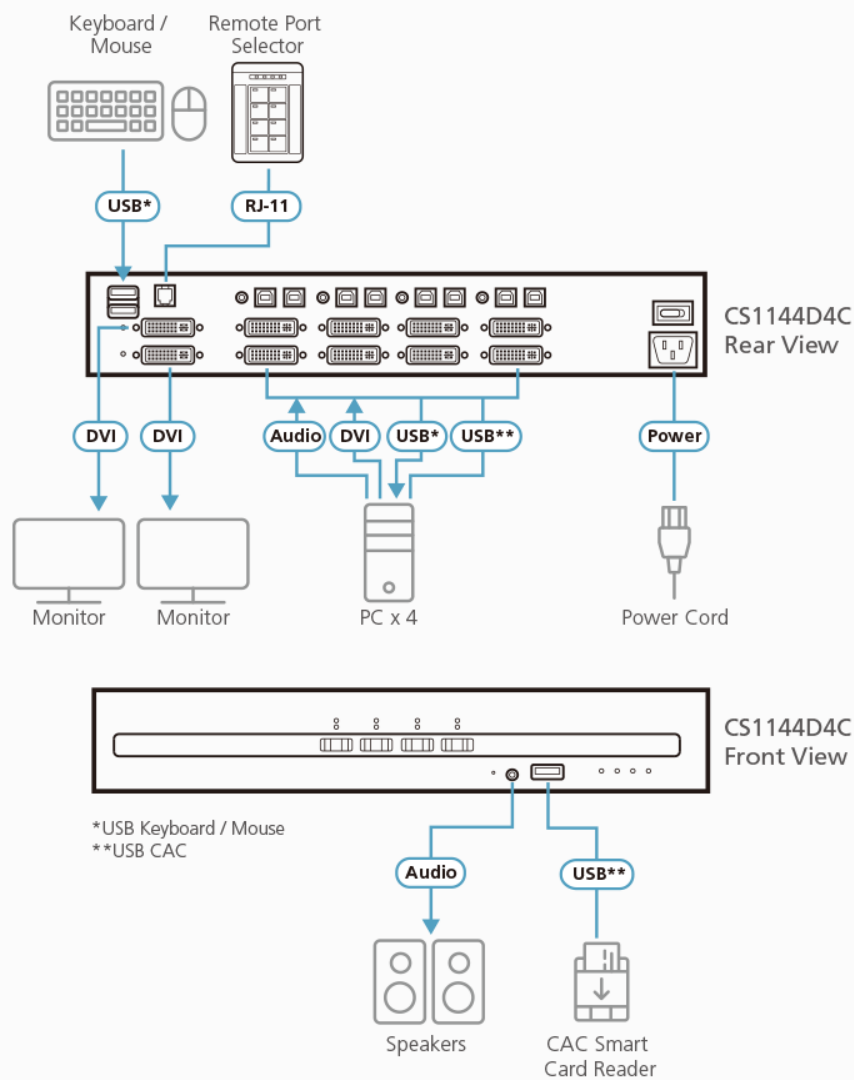 Keyboard /
Mouse
Remote Port
Selector
USB*
RJ-11
CS1144D4C
Rear View
DVI
DVI
Audio
DVI
USB*
USB**
Power
Monitor
Monitor
PC x 4
Power Cord
CS1144D4C
Front View
*USB Keyboard / Mouse
**USB CAC
Audio
USB**
Speakers
CAC Smart
Card Reader